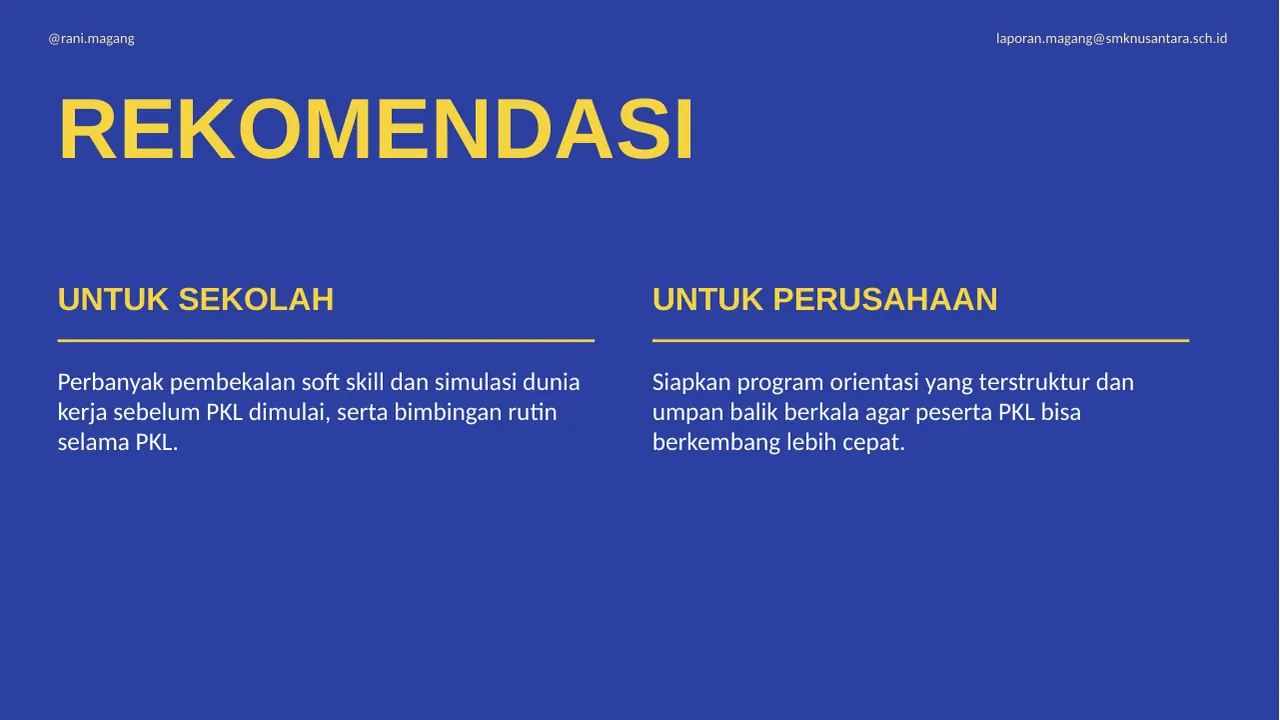 @rani.magang
laporan.magang@smknusantara.sch.id
REKOMENDASI
UNTUK SEKOLAH
Perbanyak pembekalan soft skill dan simulasi dunia
kerja sebelum PKL dimulai, serta bimbingan rutin
selama PKL.
UNTUK PERUSAHAAN
Siapkan program orientasi yang terstruktur dan
umpan balik berkala agar peserta PKL bisa
berkembang lebih cepat.